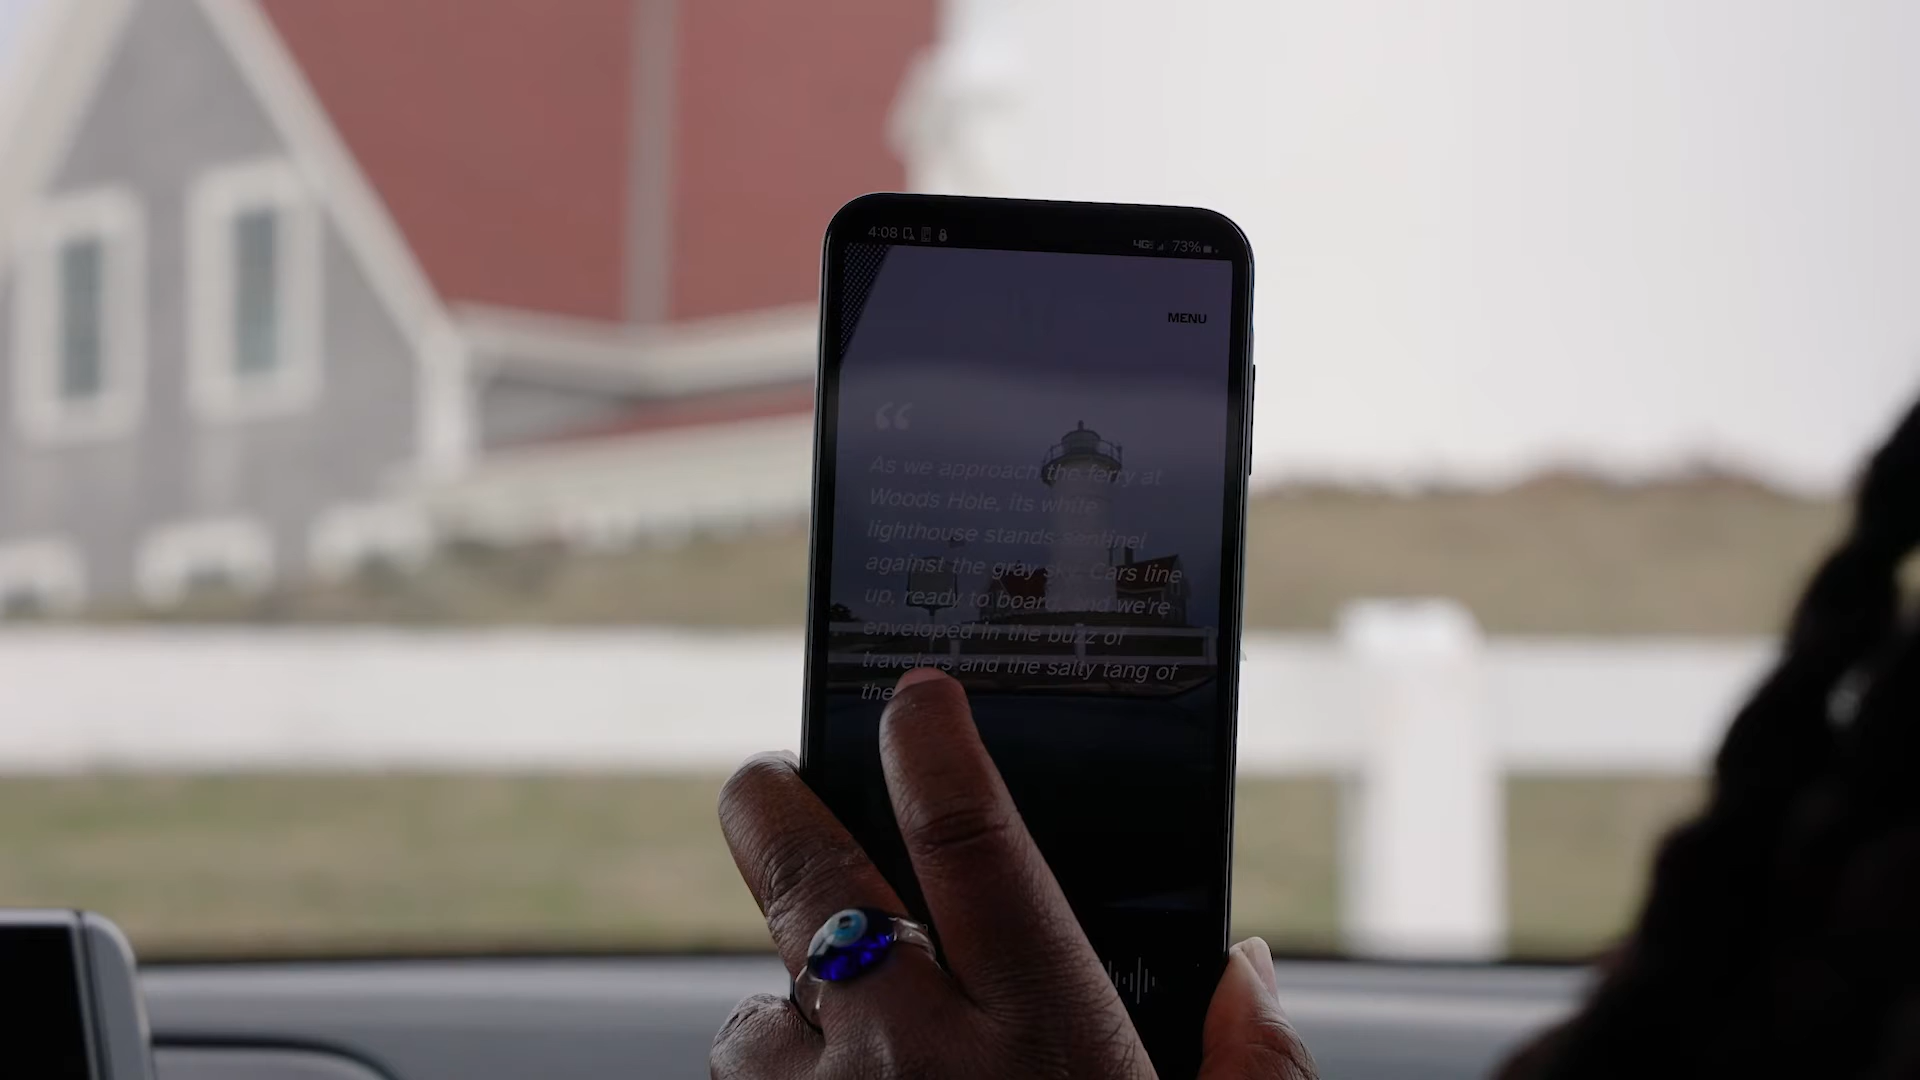 4:08
4G 73%
MENU
“
As we approach the ferry at
Woods Hole, its white
lighthouse stands sentinel
against the gray sky. Cars line
up, ready to board, and we're
enveloped in the buzz of
travelers and the salty tang of
the